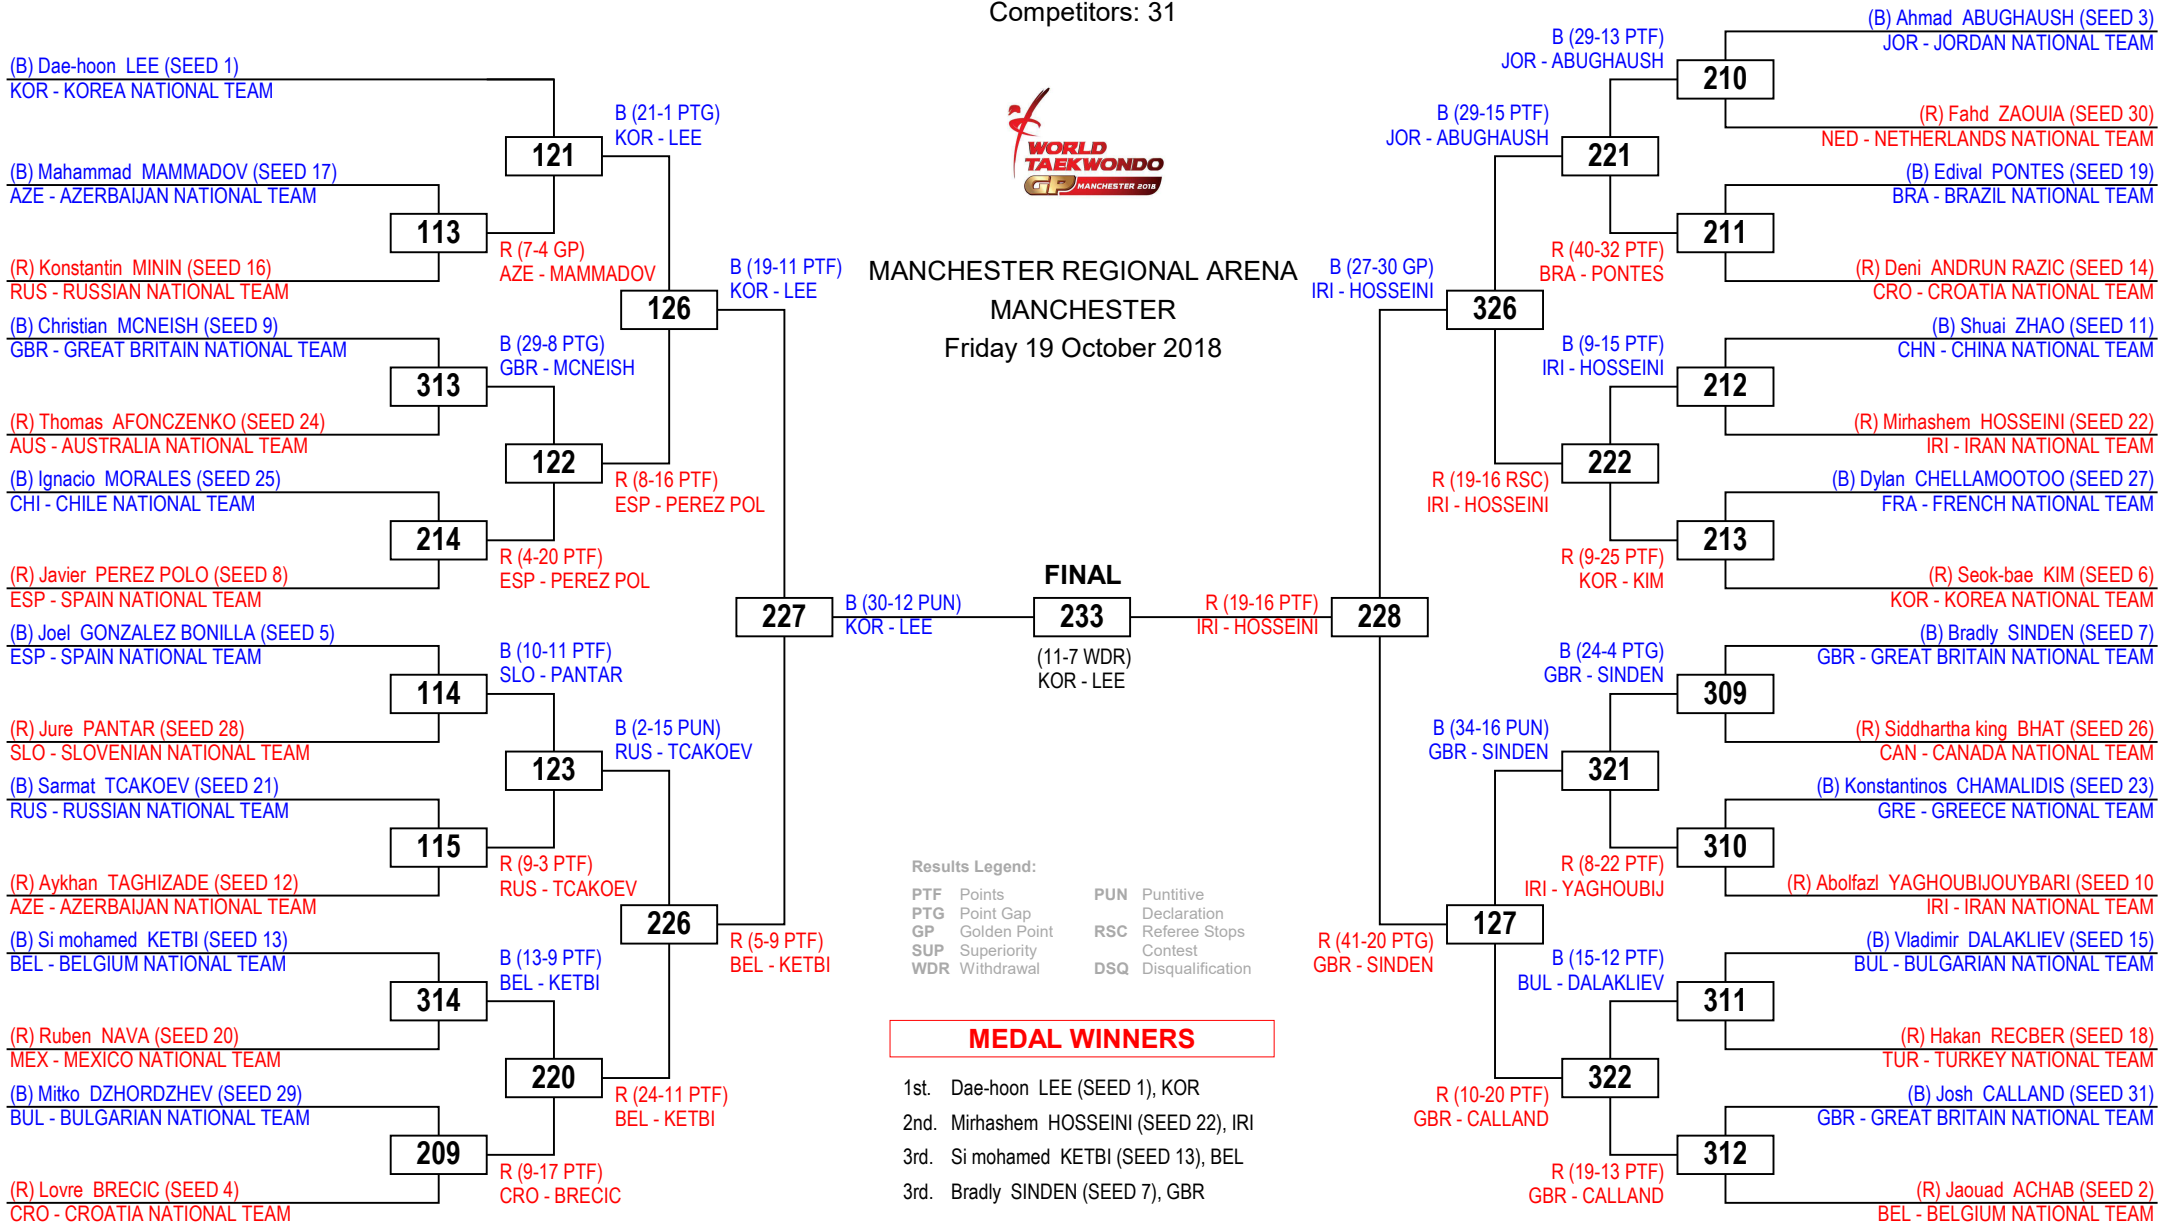 Competitors: 31
(B) Dae-hoon LEE (SEED 1)
KOR - KOREA NATIONAL TEAM
(B) Mahammad MAMMADOV (SEED 17)
AZE - AZERBAIJAN NATIONAL TEAM
113
(R) Konstantin MININ (SEED 16)
RUS - RUSSIAN NATIONAL TEAM
(B) Christian MCNEISH (SEED 9)
GBR - GREAT BRITAIN NATIONAL TEAM
313
(R) Thomas AFONCZENKO (SEED 24)
AUS - AUSTRALIA NATIONAL TEAM
(B) Ignacio MORALES (SEED 25)
CHI - CHILE NATIONAL TEAM
214
(R) Javier PEREZ POLO (SEED 8)
ESP - SPAIN NATIONAL TEAM
(B) Joel GONZALEZ BONILLA (SEED 5)
ESP - SPAIN NATIONAL TEAM
114
(R) Jure PANTAR (SEED 28)
SLO - SLOVENIAN NATIONAL TEAM
(B) Sarmat TCAKOEV (SEED 21)
RUS - RUSSIAN NATIONAL TEAM
115
(R) Aykhan TAGHIZADE (SEED 12)
AZE - AZERBAIJAN NATIONAL TEAM
(B) Si mohamed KETBI (SEED 13)
BEL - BELGIUM NATIONAL TEAM
314
(R) Ruben NAVA (SEED 20)
MEX - MEXICO NATIONAL TEAM
(B) Mitko DZHORDZHEV (SEED 29)
BUL - BULGARIAN NATIONAL TEAM
209
(R) Lovre BRECIC (SEED 4)
CRO - CROATIA NATIONAL TEAM
121
R (7-4 GP)
AZE - MAMMADOV
B (29-8 PTG)
GBR - MCNEISH
122
R (4-20 PTF)
ESP - PEREZ POL
B (10-11 PTF)
SLO - PANTAR
123
R (9-3 PTF)
RUS - TCAKOEV
B (13-9 PTF)
BEL - KETBI
220
R (9-17 PTF)
CRO - BRECIC
B (21-1 PTG)
KOR - LEE
126
R (8-16 PTF)
ESP - PEREZ POL
B (2-15 PUN)
RUS - TCAKOEV
226
R (24-11 PTF)
BEL - KETBI
B (19-11 PTF)
KOR - LEE
227
R (5-9 PTF)
BEL - KETBI
B (30-12 PUN)
KOR - LEE
WORLD
TAEKWONDO
GP MANCHESTER 2018
MANCHESTER REGIONAL ARENA
MANCHESTER
Friday 19 October 2018
FINAL
233
(11-7 WDR)
KOR - LEE
Results Legend:
PTF Points
PTG Point Gap
GP Golden Point
SUP Superiority
WDR Withdrawal
PUN Puntitive
Declaration
RSC Referee Stops
Contest
DSQ Disqualification
MEDAL WINNERS
1st. Dae-hoon LEE (SEED 1), KOR
2nd. Mirhashem HOSSEINI (SEED 22), IRI
3rd. Si mohamed KETBI (SEED 13), BEL
3rd. Bradly SINDEN (SEED 7), GBR
R (19-16 PTF)
IRI - HOSSEINI
228
B (27-30 GP)
IRI - HOSSEINI
R (41-20 PTG)
GBR - SINDEN
B (29-15 PTF)
JOR - ABUGHAUSH
326
R (19-16 RSC)
IRI - HOSSEINI
B (34-16 PUN)
GBR - SINDEN
127
R (10-20 PTF)
GBR - CALLAND
B (29-13 PTF)
JOR - ABUGHAUSH
221
R (40-32 PTF)
BRA - PONTES
B (9-15 PTF)
IRI - HOSSEINI
222
R (9-25 PTF)
KOR - KIM
B (24-4 PTG)
GBR - SINDEN
321
R (8-22 PTF)
IRI - YAGHOUBIJ
B (15-12 PTF)
BUL - DALAKLIEV
322
R (19-13 PTF)
GBR - CALLAND
(B) Ahmad ABUGHAUSH (SEED 3)
JOR - JORDAN NATIONAL TEAM
210
(R) Fahd ZAOUIA (SEED 30)
NED - NETHERLANDS NATIONAL TEAM
(B) Edival PONTES (SEED 19)
BRA - BRAZIL NATIONAL TEAM
211
(R) Deni ANDRUN RAZIC (SEED 14)
CRO - CROATIA NATIONAL TEAM
(B) Shuai ZHAO (SEED 11)
CHN - CHINA NATIONAL TEAM
212
(R) Mirhashem HOSSEINI (SEED 22)
IRI - IRAN NATIONAL TEAM
(B) Dylan CHELLAMOOTOO (SEED 27)
FRA - FRENCH NATIONAL TEAM
213
(R) Seok-bae KIM (SEED 6)
KOR - KOREA NATIONAL TEAM
(B) Bradly SINDEN (SEED 7)
GBR - GREAT BRITAIN NATIONAL TEAM
309
(R) Siddhartha king BHAT (SEED 26)
CAN - CANADA NATIONAL TEAM
(B) Konstantinos CHAMALIDIS (SEED 23)
GRE - GREECE NATIONAL TEAM
310
(R) Abolfazl YAGHOUBIJOUYBARI (SEED 10
IRI - IRAN NATIONAL TEAM
(B) Vladimir DALAKLIEV (SEED 15)
BUL - BULGARIAN NATIONAL TEAM
311
(R) Hakan RECBER (SEED 18)
TUR - TURKEY NATIONAL TEAM
(B) Josh CALLAND (SEED 31)
GBR - GREAT BRITAIN NATIONAL TEAM
312
(R) Jaouad ACHAB (SEED 2)
BEL - BELGIUM NATIONAL TEAM